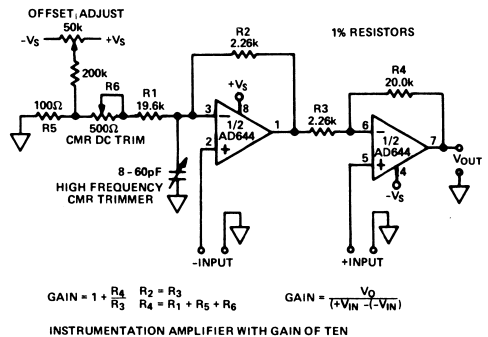 OFFSET ADJUST
50k
−VS +VS
200k
R2
2.26k
1% RESISTORS
R4
20.0k
R6
R1
19.6k
+VS
8
3
−
1/2
AD644
1
2
+
R3
2.26k
6
−
1/2
AD644
7
5
+
4
−VS
VOUT
100Ω
R5
500Ω
CMR DC TRIM
8-60pF
HIGH FREQUENCY
CMR TRIMMER
−INPUT
+INPUT
GAIN = 1 + R4/R3 R2 = R3
R4 = R1 + R5 + R6
GAIN = VO/(+VIN −(−VIN)
INSTRUMENTATION AMPLIFIER WITH GAIN OF TEN